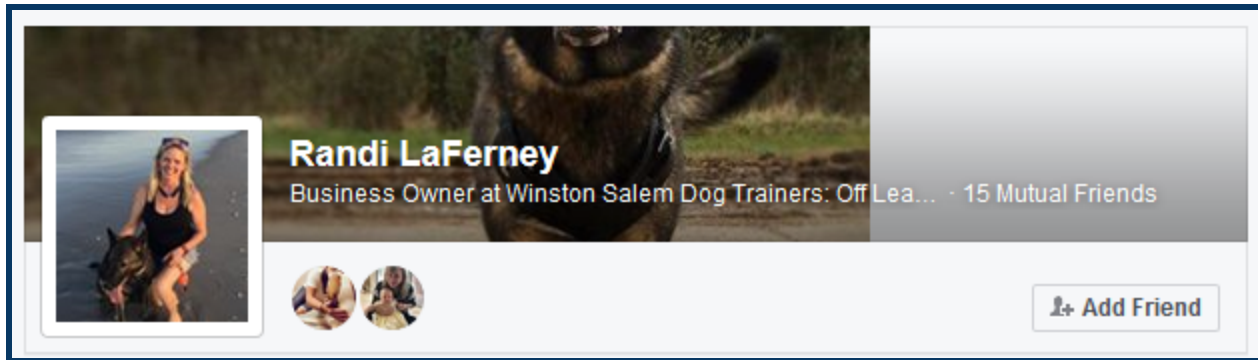 Randi LaFerney
Business Owner at Winston Salem Dog Trainers: Off Lea... · 15 Mutual Friends
Add Friend